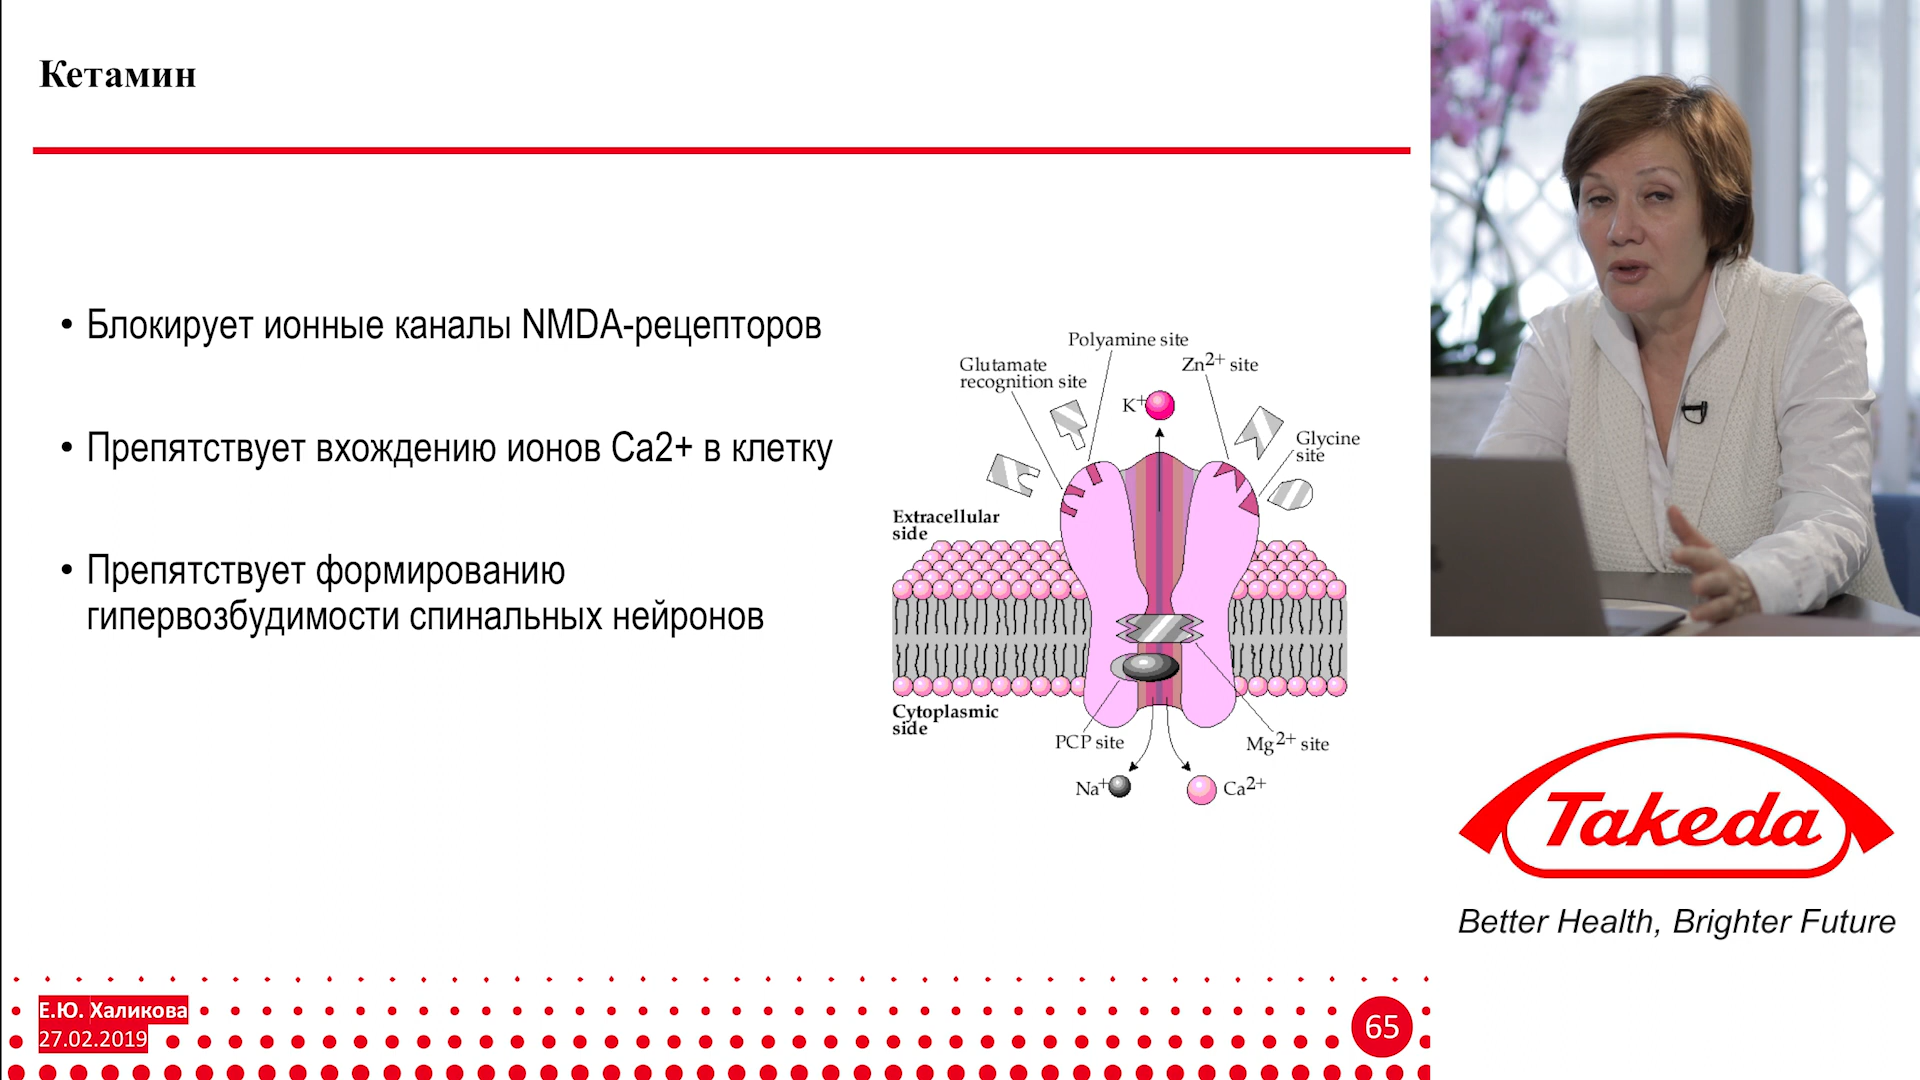 Кетамин
• Блокирует ионные каналы NMDA-рецепторов
• Препятствует вхождению ионов Ca2+ в клетку
• Препятствует формированию
гипервозбудимости спинальных нейронов
Polyamine site
Glutamate
recognition site
Zn2+ site
K+
Glycine
site
Extracellular
side
Cytoplasmic
side
PCP site
Mg2+ site
Na+
Ca2+
Takeda
Better Health, Brighter Future
Е.Ю. Халикова
27.02.2019
65